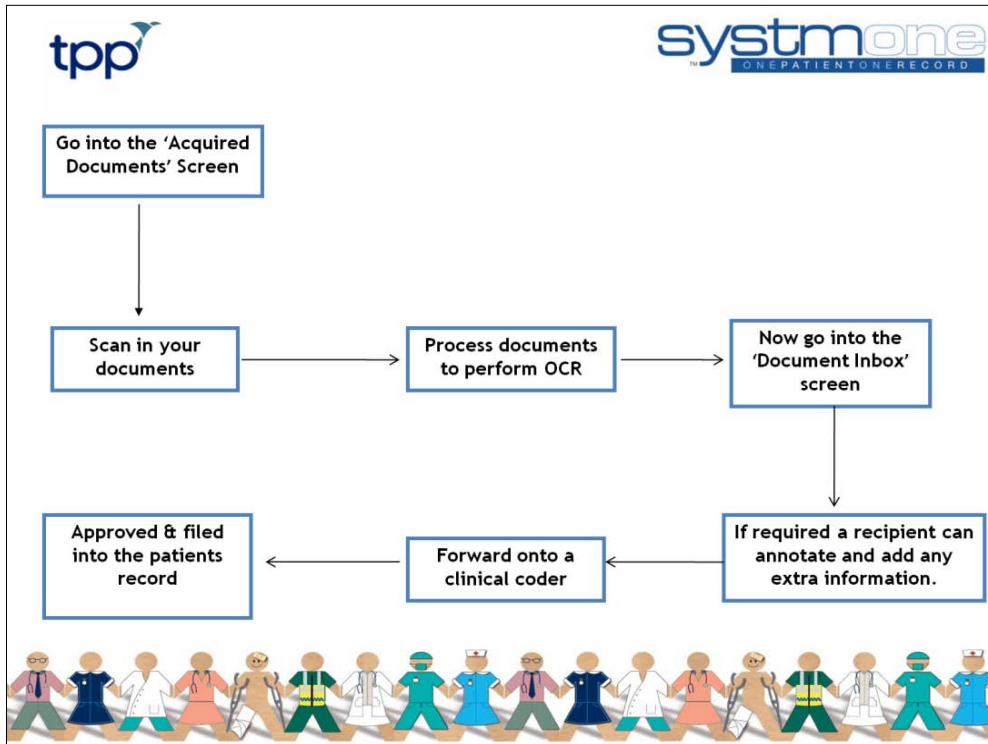 tpp
systmone
TM
ONEPATIENTONERECORD
Go into the ‘Acquired
Documents’ Screen
Scan in your
documents
Process documents
to perform OCR
Now go into the
‘Document Inbox’
screen
If required a recipient can
annotate and add any
extra information.
Forward onto a
clinical coder
Approved & filed
into the patients
record